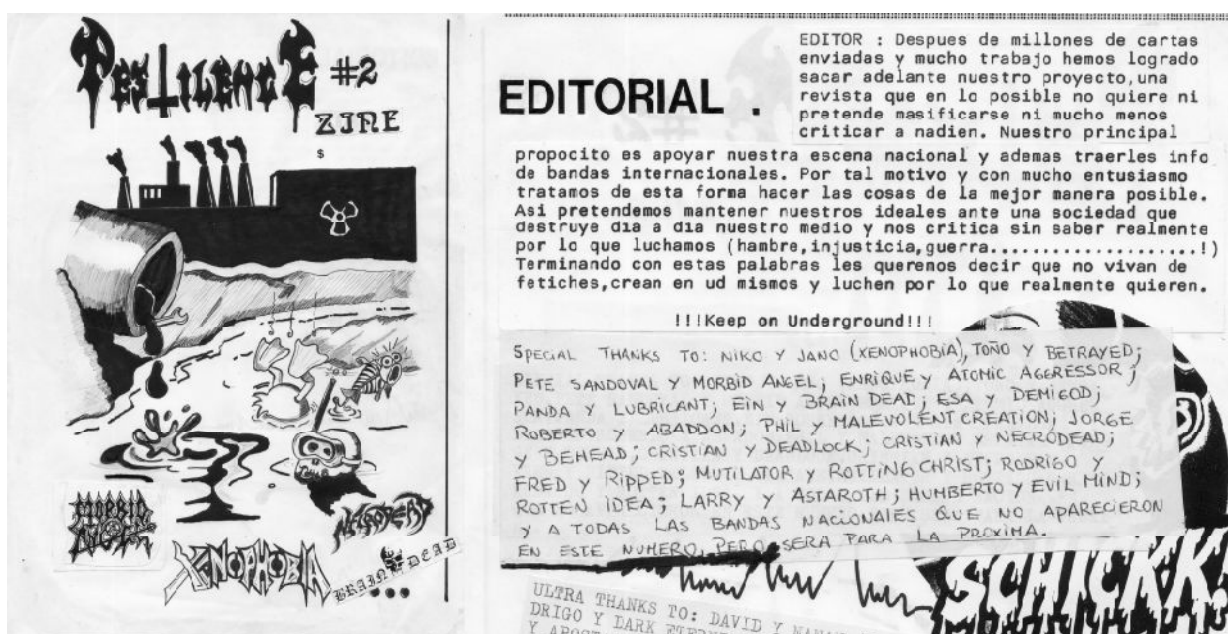 PESTILENCE #2
ZINE
$
MORBID
ANGEL
NECRODEAD
XENOPHOBIA
BRAIN DEAD
EDITORIAL .
EDITOR : Despues de millones de cartas
enviadas y mucho trabajo hemos logrado
sacar adelante nuestro proyecto,una
revista que en lo posible no quiere ni
pretende masificarse ni mucho menos
criticar a nadien. Nuestro principal
propocito es apoyar nuestra escena nacional y ademas traerles info
de bandas internacionales. Por tal motivo y con mucho entusiasmo
tratamos de esta forma hacer las cosas de la mejor manera posible.
Asi pretendemos mantener nuestros ideales ante una sociedad que
destruye dia a dia nuestro medio y nos critica sin saber realmente
por lo que luchamos (hambre,injusticia,guerra....................!)
Terminando con estas palabras les queremos decir que no vivan de
fetiches,crean en ud mismos y luchen por lo que realmente quieren.
!!!Keep on Underground!!!
SPECIAL THANKS TO: NIKO Y JANO (XENOPHOBIA), TOÑO Y BETRAYED;
PETE SANDOVAL Y MORBID ANGEL; ENRIQUE Y ATOMIC AGGRESSOR;
PANDA Y LUBRICANT; EIN Y BRAIN DEAD; ESA Y DEMIGOD;
ROBERTO Y ABADDON; PHIL Y MALEVOLENT CREATION; JORGE
Y BEHEAD; CRISTIAN Y DEADLOCK; CRISTIAN Y NECRODEAD;
FRED Y RIPPED; MUTILATOR Y ROTTING CHRIST; RODRIGO Y
ROTTEN IDEA; LARRY Y ASTAROTH; HUMBERTO Y EVIL MIND;
Y A TODAS LAS BANDAS NACIONALES QUE NO APARECIERON
EN ESTE NUMERO, PERO SERA PARA LA PROXIMA.
SCHICKK!
ULTRA THANKS TO: DAVID Y
DRIGO Y DARK